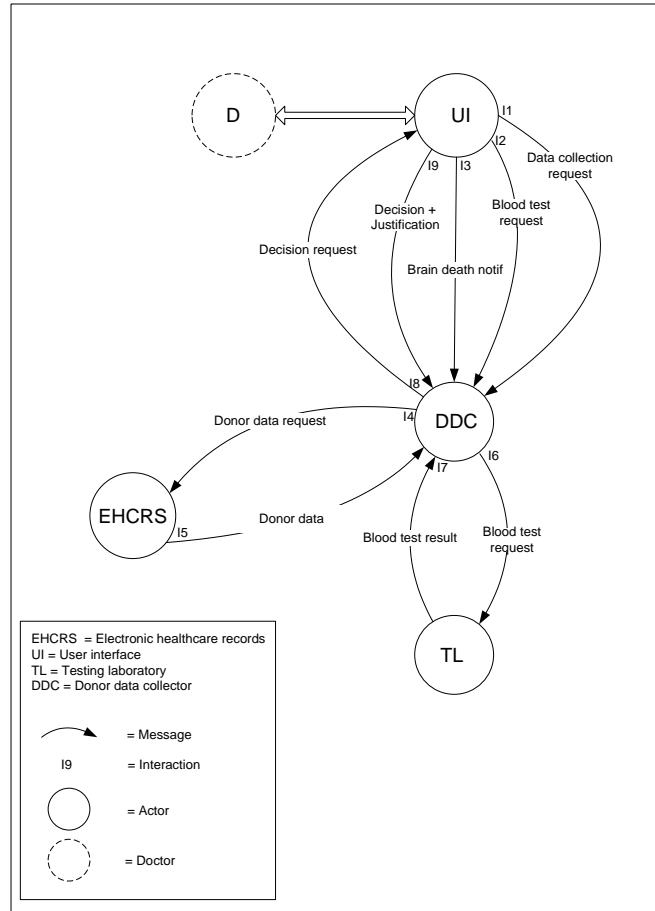 D
UI
I1
I2
I9
I3
Data collection
request
Blood test
request
Decision +
Justification
Decision request
Brain death notif
I8
I4
DDC
Donor data request
I7
I6
EHCRS
I5
Donor data
Blood test result
Blood test
request
TL
EHCRS = Electronic healthcare records
UI = User interface
TL = Testing laboratory
DDC = Donor data collector
= Message
I9
= Interaction
= Actor
= Doctor